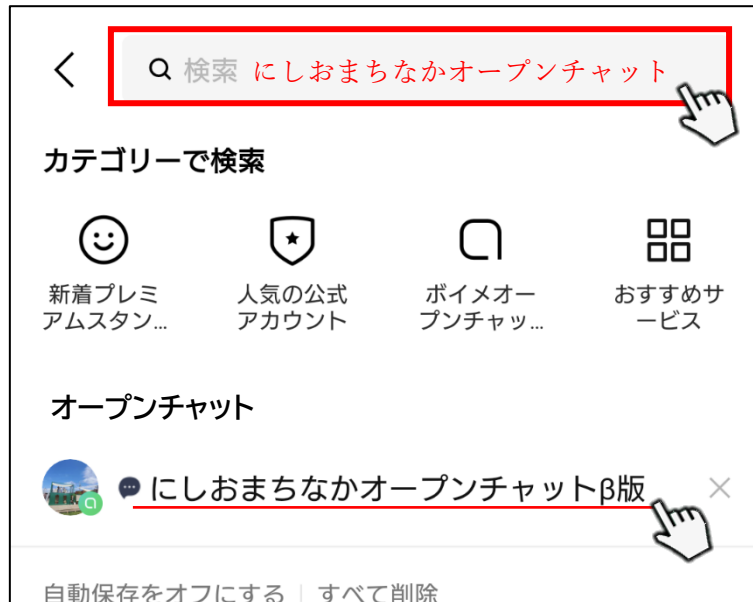 検索 にしおまちなかオープンチャット
カテゴリーで検索
新着プレミ
アムスタン...
人気の公式
アカウント
ボイメオー
プンチャッ...
おすすめサ
ービス
オープンチャット
にしおまちなかオープンチャットβ版
自動保存をオフにする | すべて削除